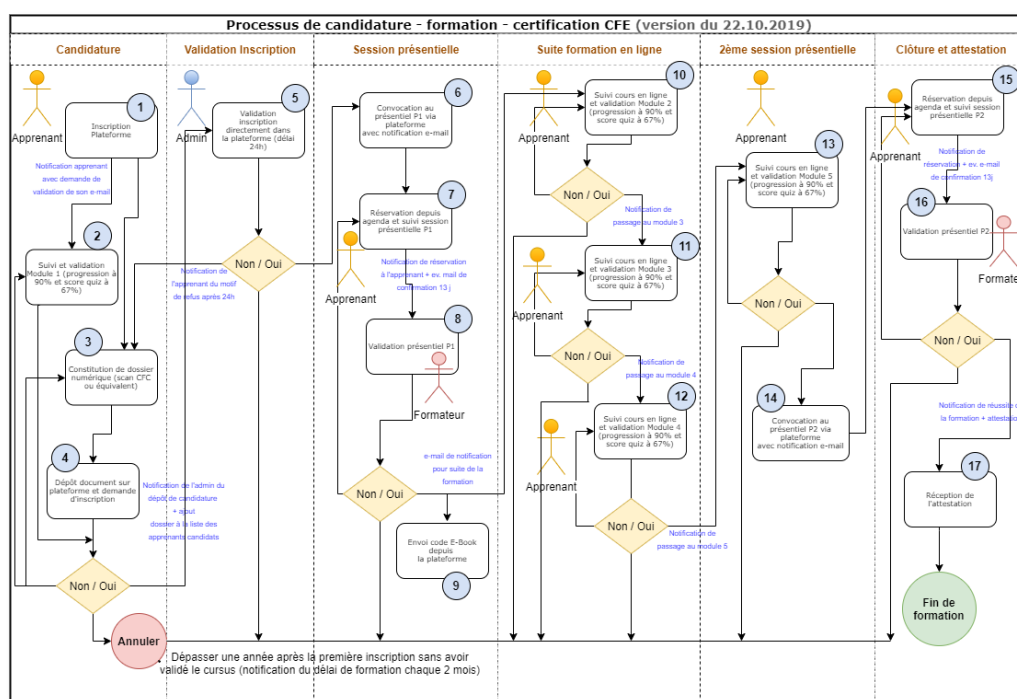 Processus de candidature - formation - certification CFE (version du 22.10.2019)
Candidature
Validation Inscription
Session présentielle
Suite formation en ligne
2ème session présentielle
Clôture et attestation
1
Inscription
Plateforme
Apprenant
Notification apprenant
avec demande de
validation de son e-mail
2
Suivi et validation
Module 1 (progression à
90% et score quiz à
67%)
3
Constitution de dossier
numérique (scan CFC
ou équivalent)
4
Dépôt document sur
plateforme et demande
d'inscription
Notification de l'admin du
dépôt de candidature
+ ajout
dossier à la liste des
apprenants candidats
Non / Oui
Annuler
Dépasser une année après la première inscription sans avoir
validé le cursus (notification du délai de formation chaque 2 mois)
5
Validation
inscription
directement dans
la plateforme (délai
24h)
Admin
Non / Oui
Notification de
l'apprenant du motif
de refus après 24h
6
Convocation au
présentiel P1 via
plateforme
avec notification e-mail
7
Réservation depuis
agenda et suivi session
présentielle P1
Apprenant
Notification de réservation
à l'apprenant + ev. mail de
confirmation 13 j
8
Validation présentiel P1
Formateur
Non / Oui
e-mail de notification
pour suite de la
formation
Envoi code E-Book
depuis
la plateforme
9
10
Suivi cours en ligne
et validation Module 2
(progression à 90% et
score quiz à 67%)
Apprenant
Non / Oui
Notification de
passage au module 3
11
Suivi cours en ligne
et validation Module 3
(progression à 90% et
score quiz à 67%)
Apprenant
Non / Oui
Notification de
passage au module 4
12
Suivi cours en ligne
et validation Module 4
(progression à 90% et
score quiz à 67%)
Apprenant
Non / Oui
Notification de
passage au module 5
Apprenant
13
Suivi cours en ligne
et validation Module 5
(progression à 90% et
score quiz à 67%)
Non / Oui
14
Convocation au
présentiel P2 via
plateforme
avec notification e-mail
15
Réservation depuis
agenda et suivi session
présentielle P2
Apprenant
Notification de
réservation + ev. e-mail
de confirmation 13j
16
Validation présentiel P2
Formateur
Non / Oui
Notification de réussite de
la formation + attestation
17
Réception de
l'attestation
Fin de
formation